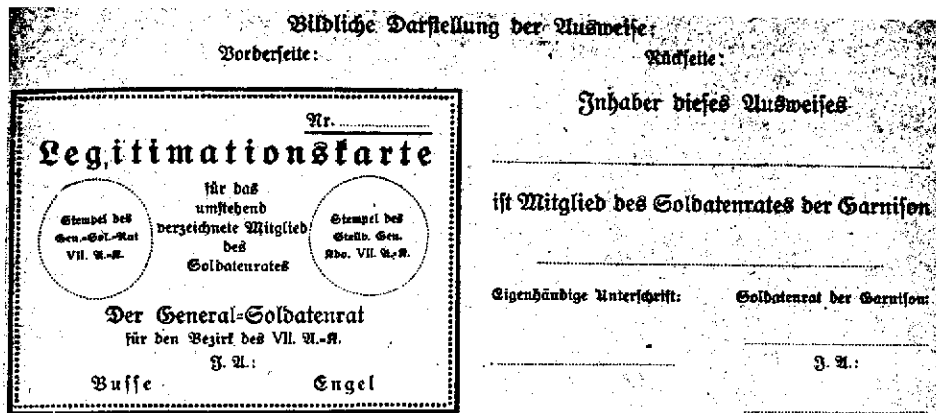 Bildliche Darstellung der Ausweise:
Vorderseite:
Nr.
Legitimationskarte
für das
umstehend
verzeichnete Mitglied
des
Soldatenrates
Stempel des
Gen.-Sol.-Rat
VII. A.-K.
Stempel des
Stellv. Gen.
Kdo. VII. A.-K.
Der General-Soldatenrat
für den Bezirk des VII. A.-K.
J. A.:
Busse Engel
Rückseite:
Inhaber dieses Ausweises
ist Mitglied des Soldatenrates der Garnison
Eigenhändige Unterschrift:
Soldatenrat der Garnison:
J. A.: